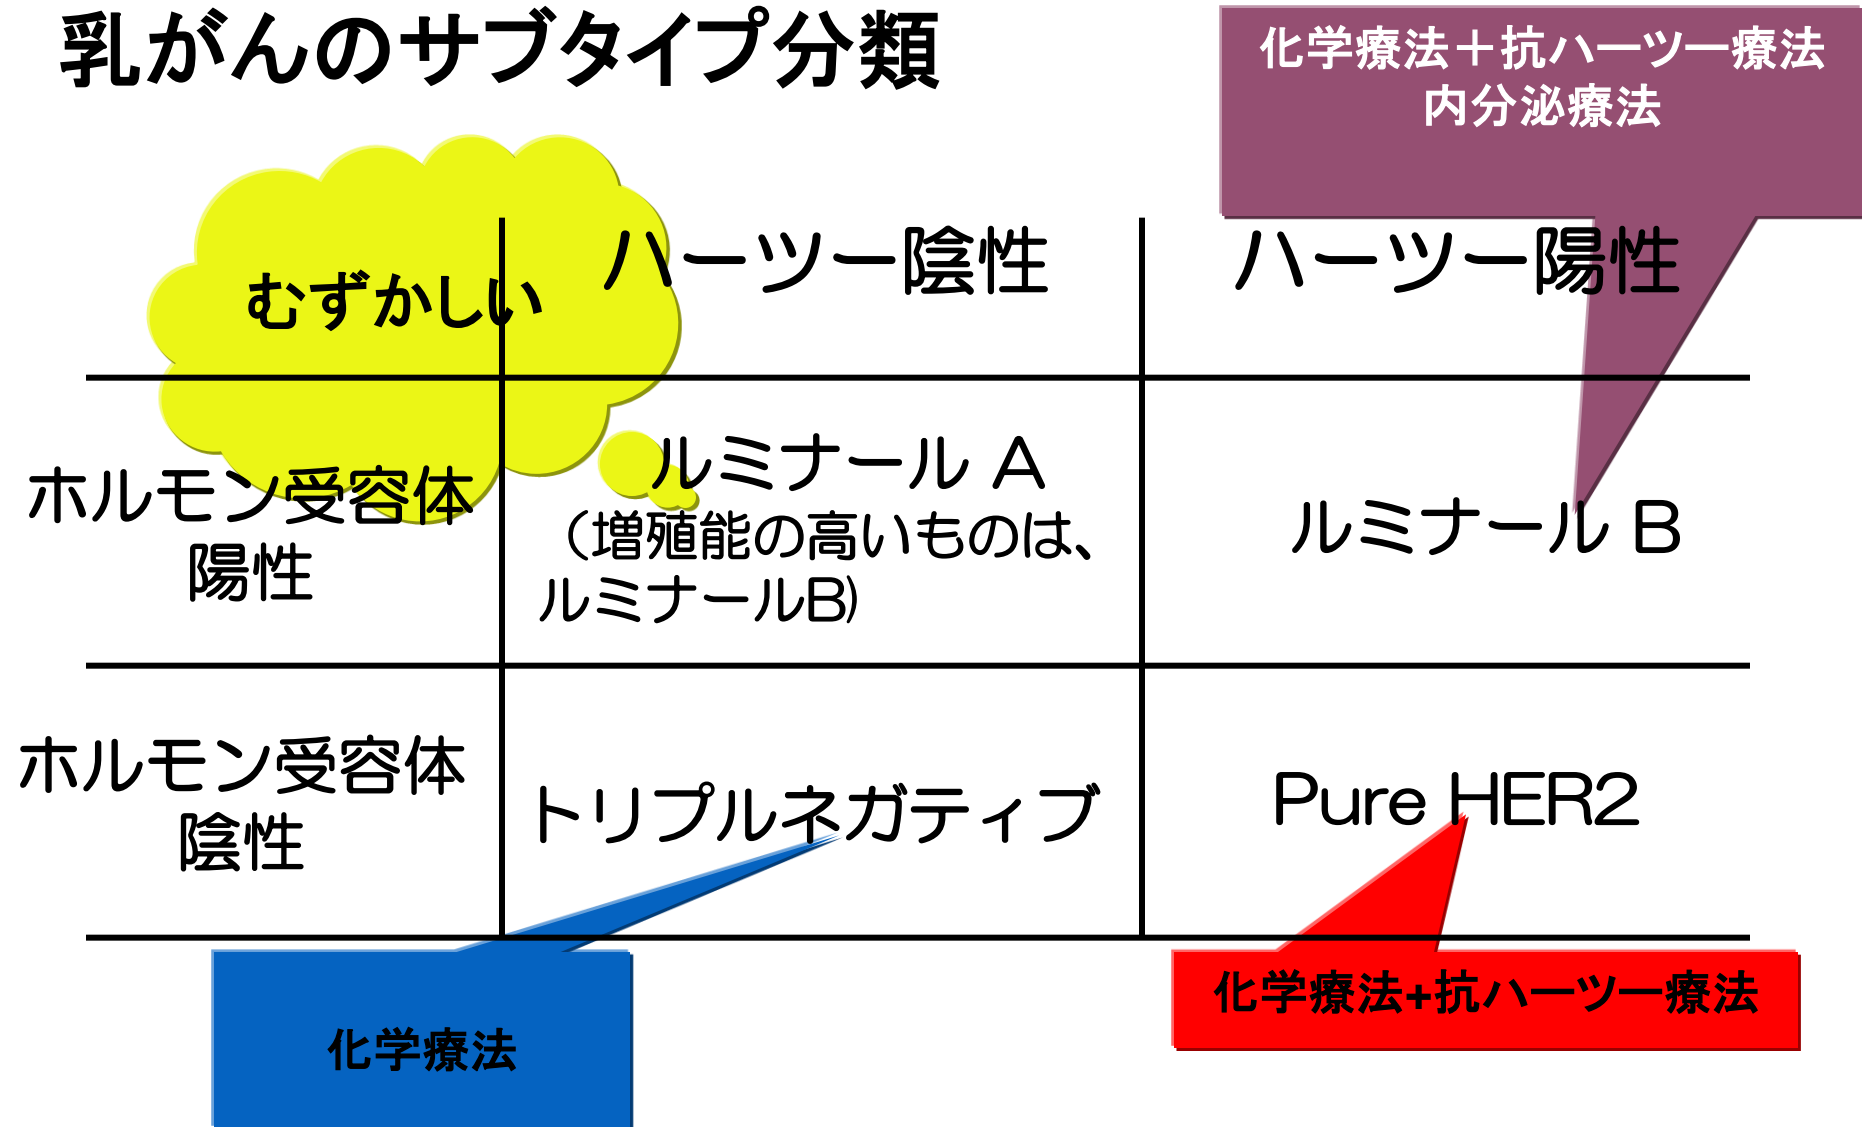 乳がんのサブタイプ分類
化学療法＋抗ハーツー療法
内分泌療法
むずかしい
ハーツー陰性
ハーツー陽性
ホルモン受容体
陽性
ルミナール A
（増殖能の高いものは、
ルミナールB)
ルミナール B
ホルモン受容体
陰性
トリプルネガティブ
Pure HER2
化学療法
化学療法+抗ハーツー療法